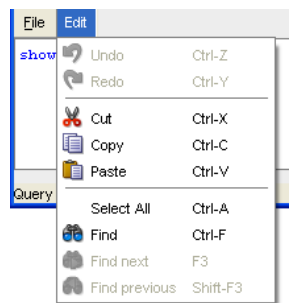 File Edit
show
Undo Ctrl-Z
Redo Ctrl-Y
Cut Ctrl-X
Copy Ctrl-C
Paste Ctrl-V
Query
Select All Ctrl-A
Find Ctrl-F
Find next F3
Find previous Shift-F3